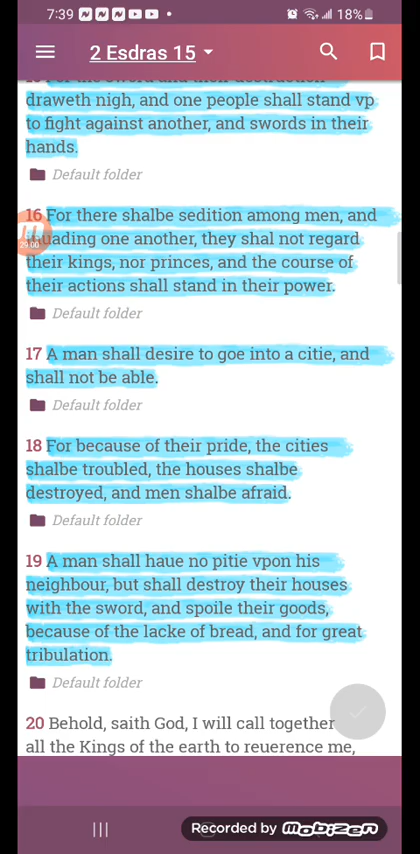 7:39
18%
2 Esdras 15
draweth nigh, and one people shall stand vp
to fight against another, and swords in their
hands.
Default folder
16 For there shalbe sedition among men, and
inuading one another, they shal not regard
their kings, nor princes, and the course of
their actions shall stand in their power.
29:00
Default folder
17 A man shall desire to goe into a citie, and
shall not be able.
Default folder
18 For because of their pride, the cities
shalbe troubled, the houses shalbe
destroyed, and men shalbe afraid.
Default folder
19 A man shall haue no pitie vpon his
neighbour, but shall destroy their houses
with the sword, and spoile their goods,
because of the lacke of bread, and for great
tribulation.
Default folder
20 Behold, saith God, I will call together
all the Kings of the earth to reuerence me,
Recorded by Mobizen